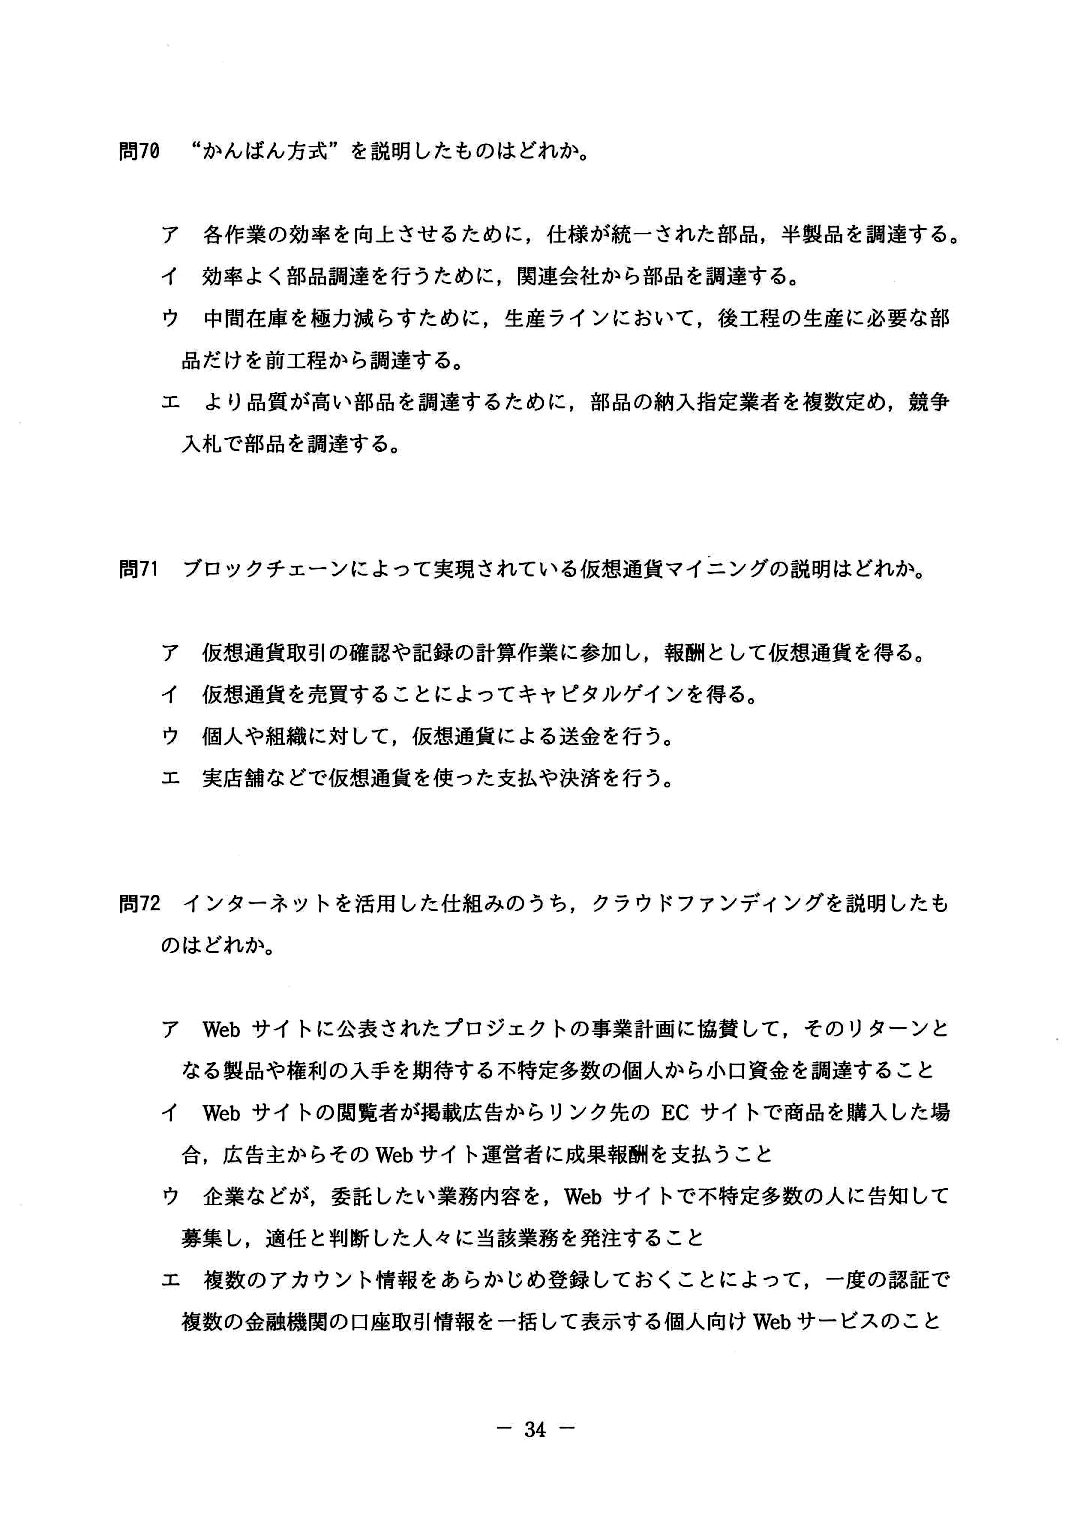 問70　“かんばん方式”を説明したものはどれか。
ア　各作業の効率を向上させるために，仕様が統一された部品，半製品を調達する。
イ　効率よく部品調達を行うために，関連会社から部品を調達する。
ウ　中間在庫を極力減らすために，生産ラインにおいて，後工程の生産に必要な部
品だけを前工程から調達する。
エ　より品質が高い部品を調達するために，部品の納入指定業者を複数定め，競争
入札で部品を調達する。
問71　ブロックチェーンによって実現されている仮想通貨マイニングの説明はどれか。
ア　仮想通貨取引の確認や記録の計算作業に参加し，報酬として仮想通貨を得る。
イ　仮想通貨を売買することによってキャピタルゲインを得る。
ウ　個人や組織に対して，仮想通貨による送金を行う。
エ　実店舗などで仮想通貨を使った支払や決済を行う。
問72　インターネットを活用した仕組みのうち，クラウドファンディングを説明したも
のはどれか。
ア　Web サイトに公表されたプロジェクトの事業計画に協賛して，そのリターンと
なる製品や権利の入手を期待する不特定多数の個人から小口資金を調達すること
イ　Web サイトの閲覧者が掲載広告からリンク先の EC サイトで商品を購入した場
合，広告主からその Web サイト運営者に成果報酬を支払うこと
ウ　企業などが，委託したい業務内容を，Web サイトで不特定多数の人に告知して
募集し，適任と判断した人々に当該業務を発注すること
エ　複数のアカウント情報をあらかじめ登録しておくことによって，一度の認証で
複数の金融機関の口座取引情報を一括して表示する個人向け Web サービスのこと
－ 34 －